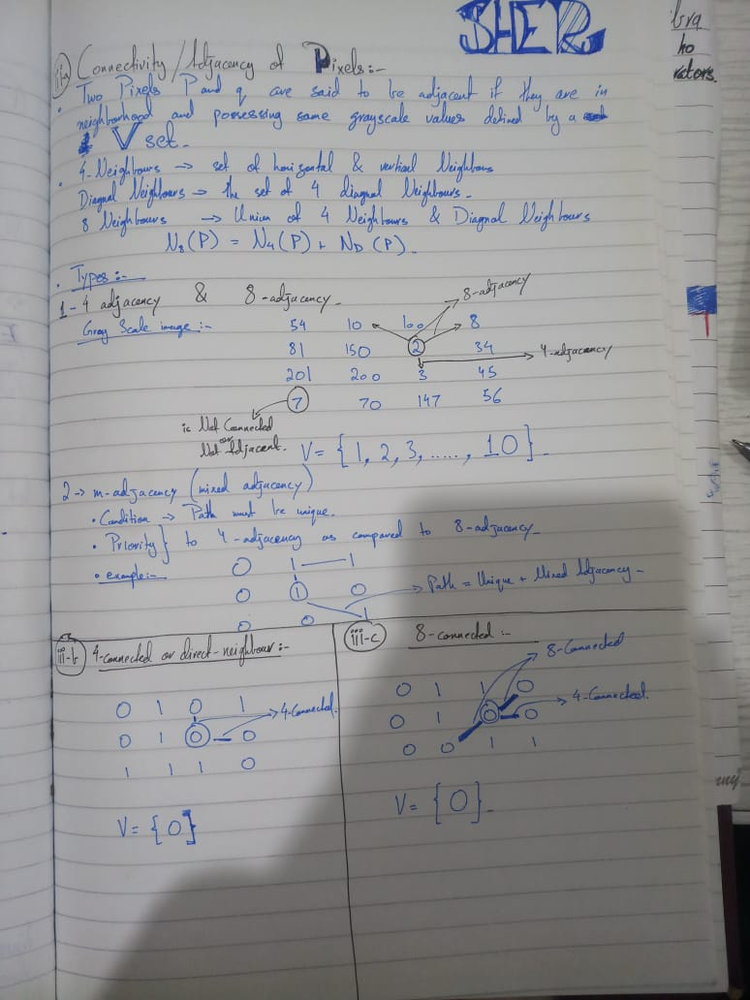 SHER
iii-a Connectivity / Adjacency of Pixels:-
• Two Pixels P and q are said to be adjacent if they are in
neighborhood and possessing same grayscale values defined by a
V set.
• 4-Neighbours → set of horizontal & vertical Neighbours
Diagnal Neighbours → the set of 4 diagnal Neighbours.
8 Neighbours → Union of 4 Neighbours & Diagnal Neighbours
N8(P) = N4(P) + ND(P).
• Types:-
1- 4 adjacency & 8-adjacency.
8-adjacency
Gray Scale image:-
54 10 100 8
81 150 2 34
4-adjacency
201 200 3 45
7 70 147 56
is Not Connected
or
Not Adjacent.
V= {1, 2, 3, ....., 10}.
2→ m-adjacency (mixed adjacency)
• Condition → Path must be unique.
• Priority} to 4-adjacency as compared to 8-adjacency.
• example:-
0 1 1
0 1 0
Path = Unique + Mixed Adjacency.
0 0 1
iii-b 4-connected or direct-neighbour:-
0 1 0 1
4-Connected.
0 1 0 0
1 1 1 0
V= {0}
iii-c 8-connected:-
8-Connected
0 1 1 0
4-Connected.
0 1 0 0
0 0 1 1
V= {0}.
ho
rators.